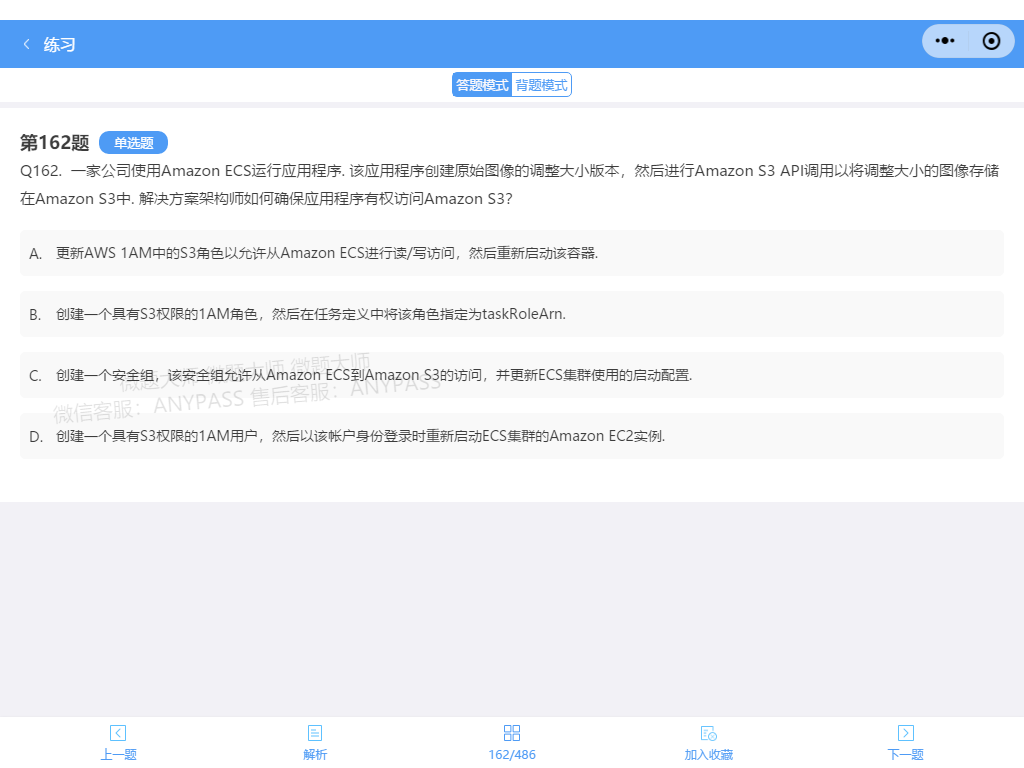 练习
答题模式 背题模式
第162题 单选题
Q162. 一家公司使用Amazon ECS运行应用程序. 该应用程序创建原始图像的调整大小版本，然后进行Amazon S3 API调用以将调整大小的图像存储
在Amazon S3中. 解决方案架构师如何确保应用程序有权访问Amazon S3?
A. 更新AWS 1AM中的S3角色以允许从Amazon ECS进行读/写访问，然后重新启动该容器.
B. 创建一个具有S3权限的1AM角色，然后在任务定义中将该角色指定为taskRoleArn.
微题大师 微题大师 微题大师
C. 创建一个安全组，该安全组允许从Amazon ECS到Amazon S3的访问，并更新ECS集群使用的启动配置.
微信客服：ANYPASS 售后客服：ANYPASS
D. 创建一个具有S3权限的1AM用户，然后以该帐户身份登录时重新启动ECS集群的Amazon EC2实例.
上一题 解析 162/486 加入收藏 下一题